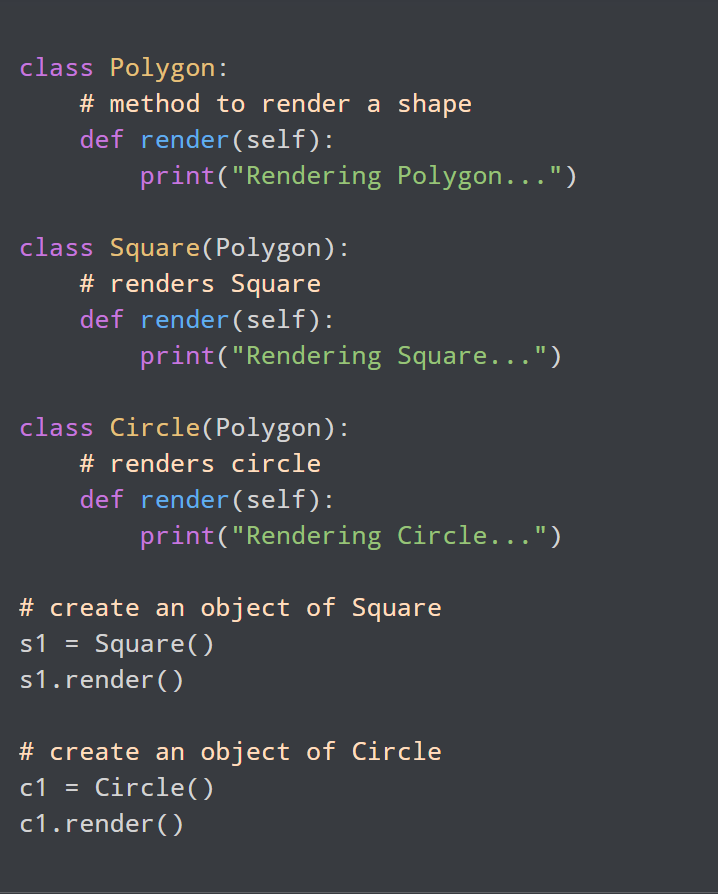 class Polygon:
    # method to render a shape
    def render(self):
        print("Rendering Polygon...")

class Square(Polygon):
    # renders Square
    def render(self):
        print("Rendering Square...")

class Circle(Polygon):
    # renders circle
    def render(self):
        print("Rendering Circle...")

# create an object of Square
s1 = Square()
s1.render()

# create an object of Circle
c1 = Circle()
c1.render()